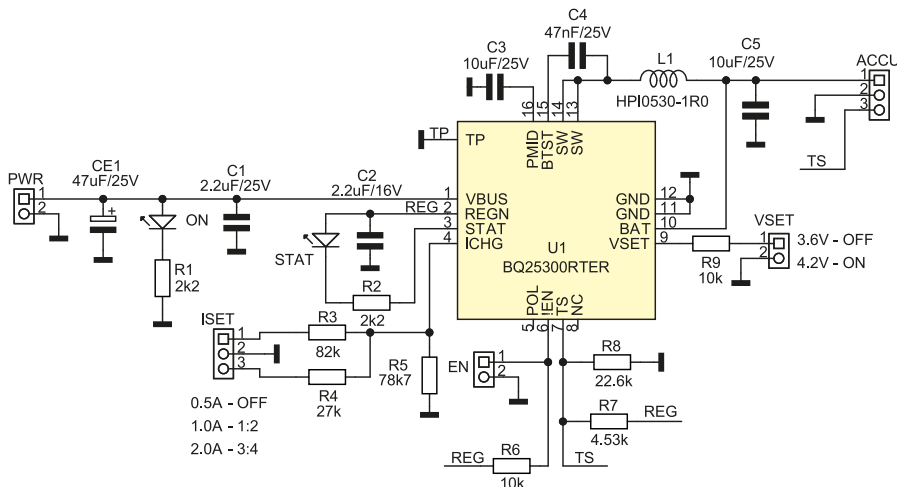 C4
47nF/25V
C3
10uF/25V
L1
HPI0530-1R0
C5
10uF/25V
ACCU
1
2
3
TS
16
15
14
13
PMID
BTST
SW
SW
TP
TP
PWR
1
2
CE1
47uF/25V
+
ON
C1
2.2uF/25V
C2
2.2uF/16V
REG
1
2
3
4
VBUS
REGN
STAT
ICHG
GND
GND
BAT
VSET
12
11
10
9
U1
BQ25300RTER
STAT
R1
2k2
R2
2k2
R9
10k
VSET
1
2
3.6V - OFF
4.2V - ON
POL
!EN
TS
NC
5
6
7
8
ISET
1
2
3
R3
82k
R4
27k
R5
78k7
0.5A - OFF
1.0A - 1:2
2.0A - 3:4
EN
1
2
R8
22.6k
R7
4.53k
REG
REG
R6
10k
TS